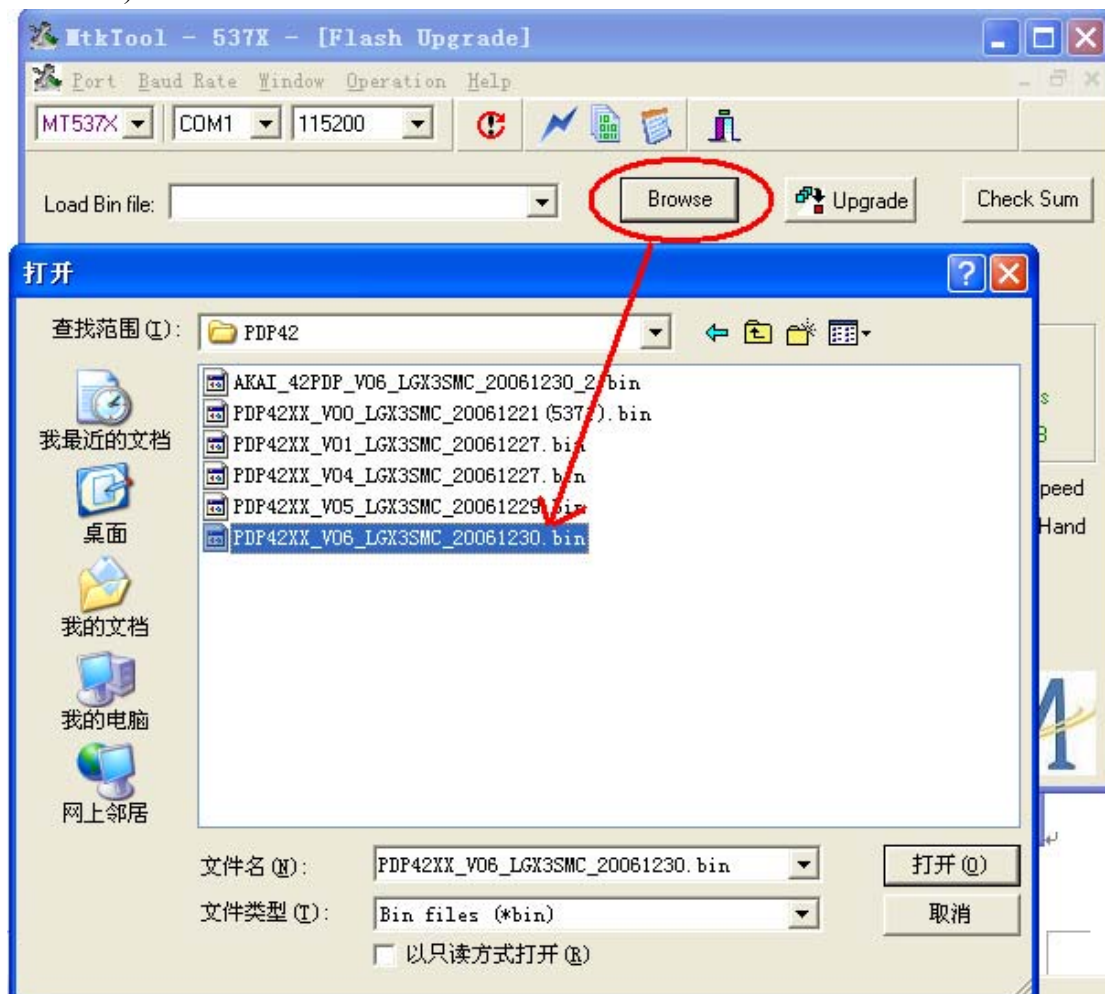 MtkTool - 537X - [Flash Upgrade]
Port Baud Rate Window Operation Help
MT537X COM1 115200
Load Bin file: Browse Upgrade Check Sum
打开
查找范围(I): PDP42
AKAI_42PDP_V06_LGX3SMC_20061230_2.bin
PDP42XX_V00_LGX3SMC_20061221 .bin
PDP42XX_V01_LGX3SMC_20061227.bin
PDP42XX_V04_LGX3SMC_20061227.bin
PDP42XX_V05_LGX3SMC_20061229.bin
PDP42XX_V06_LGX3SMC_20061230.bin
我最近的文档
桌面
我的文档
我的电脑
网上邻居
peed
Hand
文件名(N): PDP42XX_V06_LGX3SMC_20061230.bin 打开(O)
文件类型(T): Bin files (*bin) 取消
以只读方式打开(R)